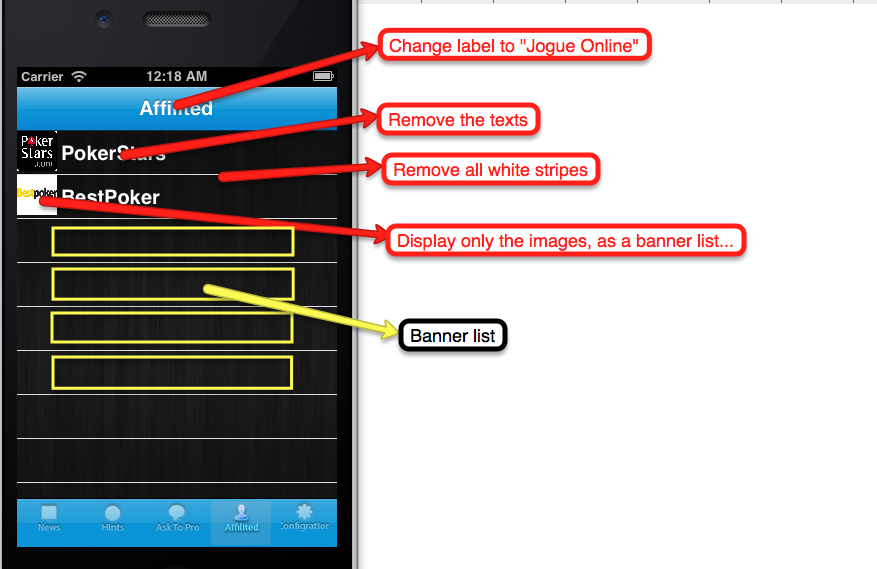 Change label to "Jogue Online"
Carrier 12:18 AM
Affilited
Remove the texts
Poker
Stars
.com
PokerStars
Remove all white stripes
Bestpoker
BestPoker
Display only the images, as a banner list...
Banner list
News Hints Ask To Pro Affilited Configration